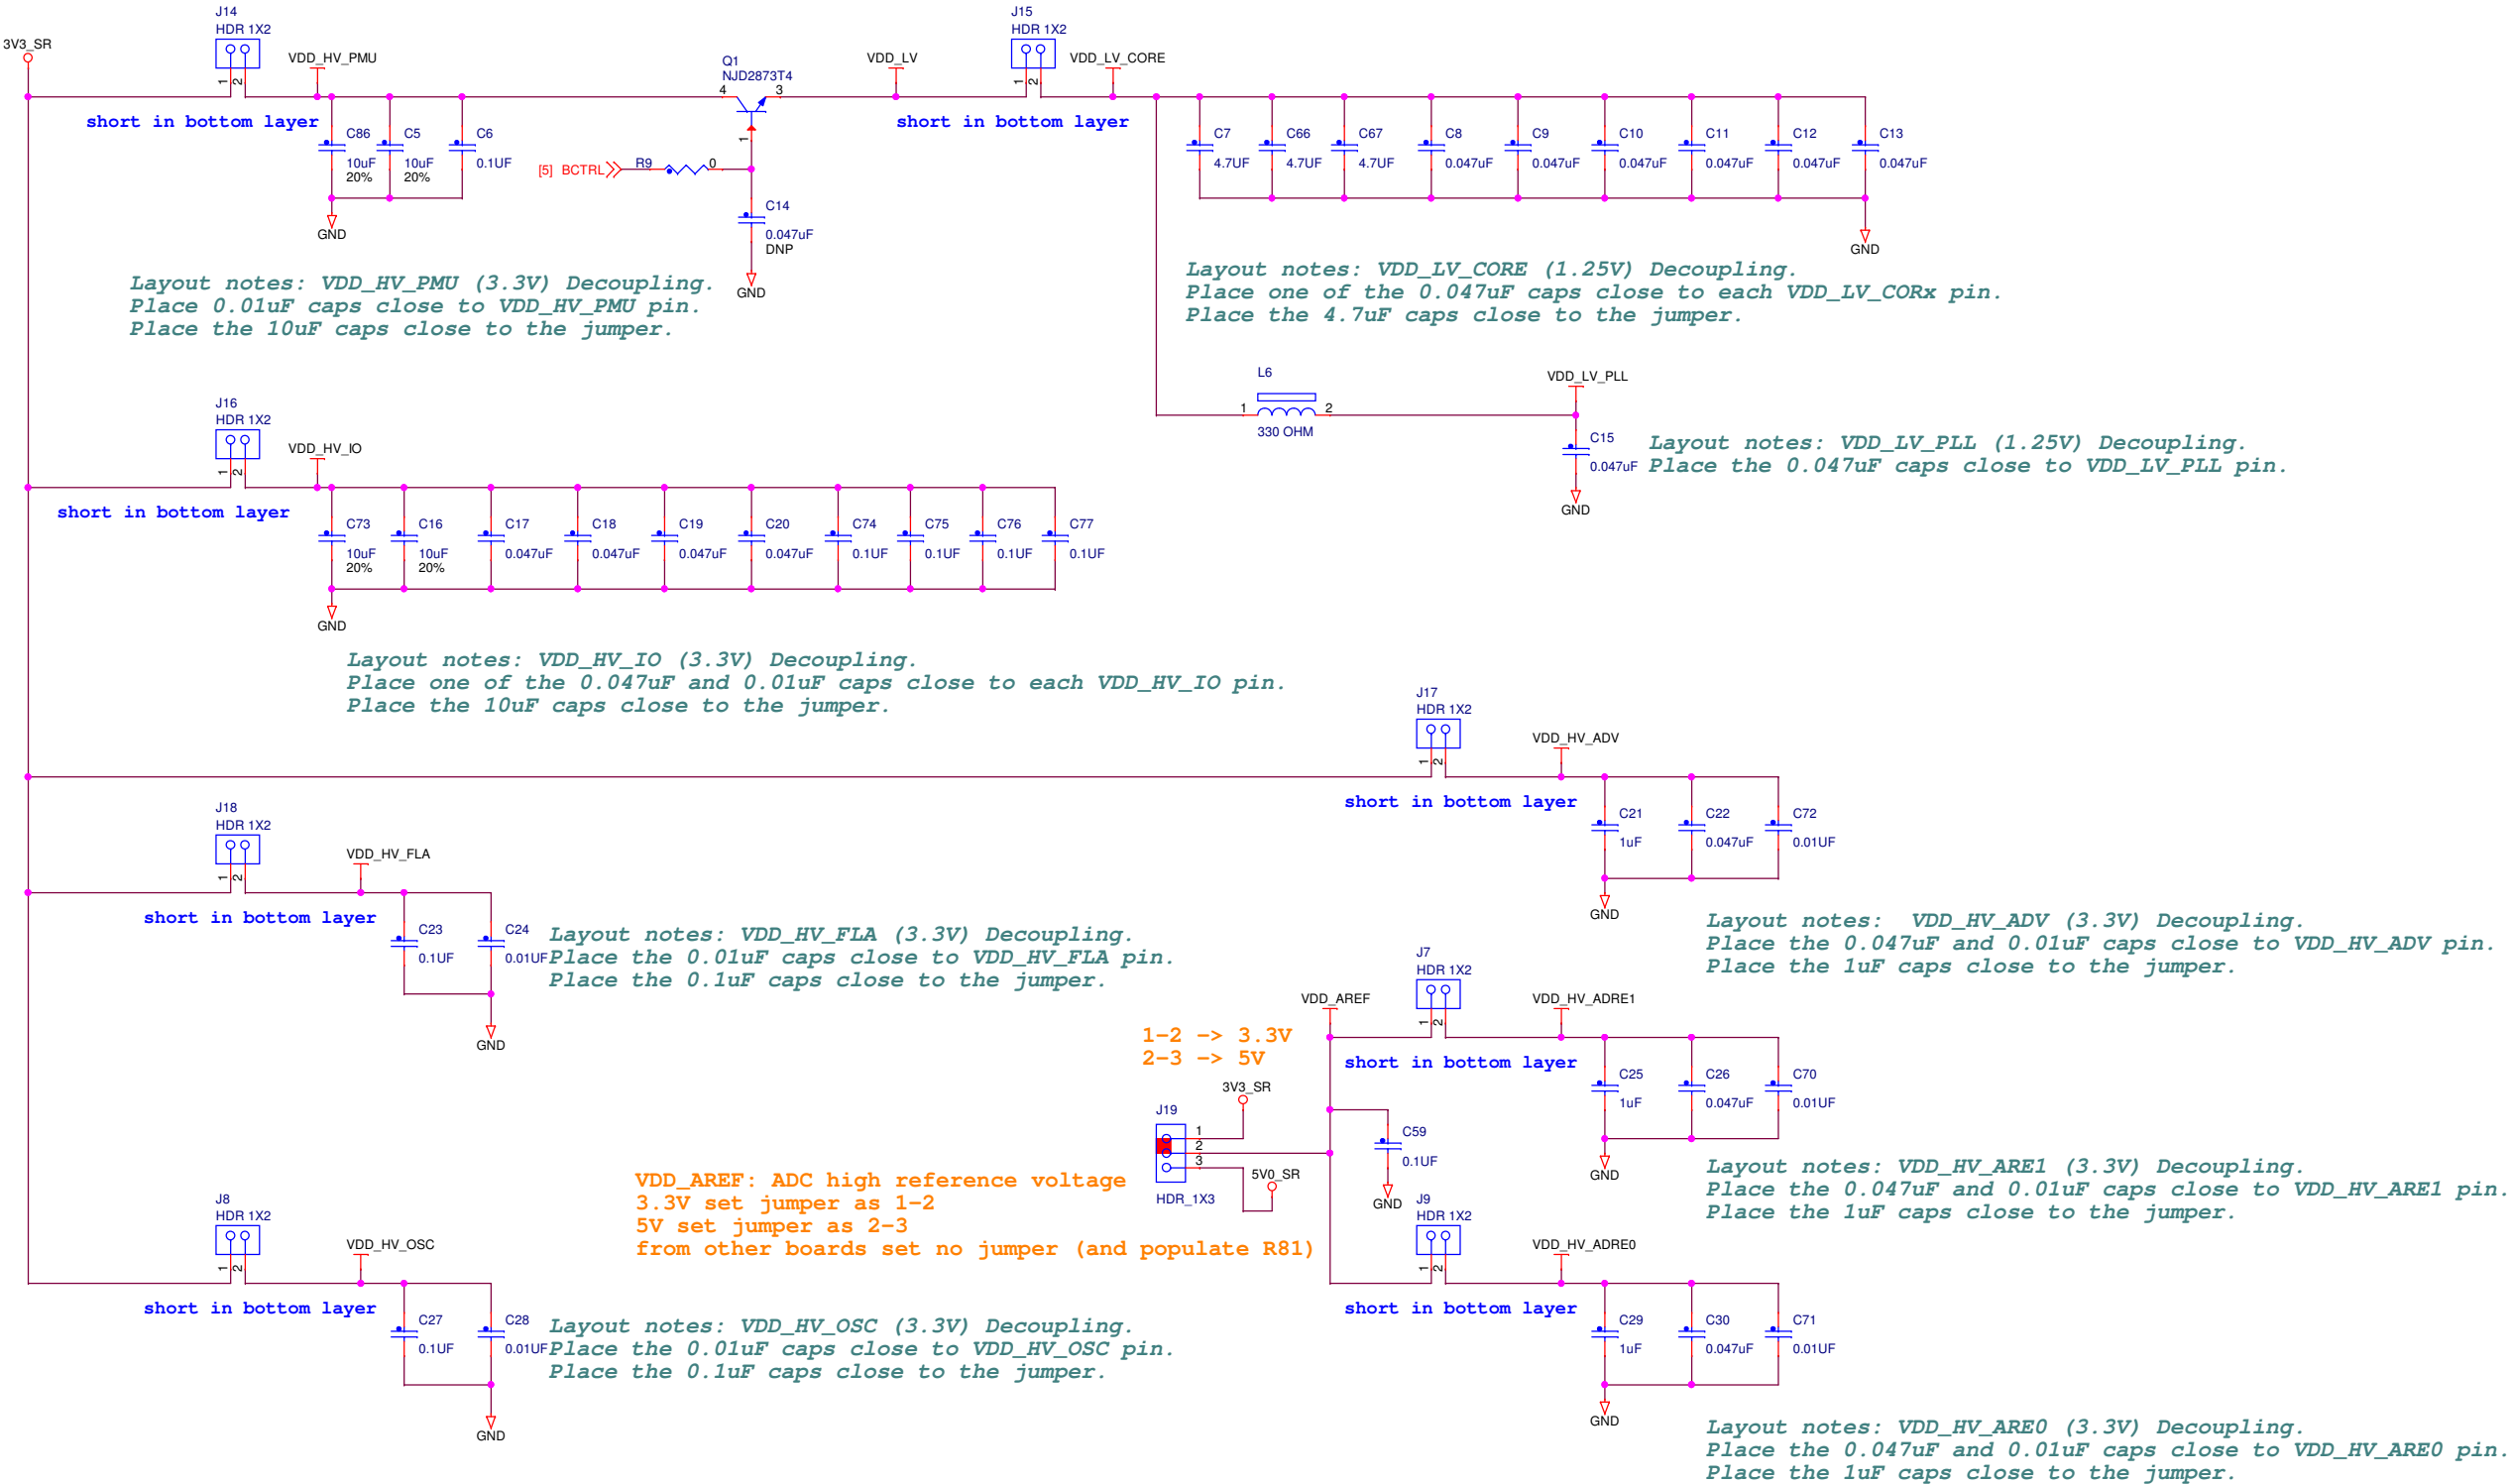 3V3_SR
J14
HDR 1X2
1
2
VDD_HV_PMU
short in bottom layer
C86
10uF
20%
C5
10uF
20%
C6
0.1UF
GND
Q1
NJD2873T4
4
3
1
[5] BCTRL
R9
0
C14
0.047uF
DNP
GND
VDD_LV
J15
HDR 1X2
1
2
VDD_LV_CORE
short in bottom layer
C7
4.7UF
C66
4.7UF
C67
4.7UF
C8
0.047uF
C9
0.047uF
C10
0.047uF
C11
0.047uF
C12
0.047uF
C13
0.047uF
GND
Layout notes: VDD_HV_PMU (3.3V) Decoupling.
Place 0.01uF caps close to VDD_HV_PMU pin.
Place the 10uF caps close to the jumper.
Layout notes: VDD_LV_CORE (1.25V) Decoupling.
Place one of the 0.047uF caps close to each VDD_LV_CORx pin.
Place the 4.7uF caps close to the jumper.
L6
1
2
330 OHM
VDD_LV_PLL
C15
0.047uF
GND
Layout notes: VDD_LV_PLL (1.25V) Decoupling.
Place the 0.047uF caps close to VDD_LV_PLL pin.
J16
HDR 1X2
1
2
VDD_HV_IO
short in bottom layer
C73
10uF
20%
C16
10uF
20%
C17
0.047uF
C18
0.047uF
C19
0.047uF
C20
0.047uF
C74
0.1UF
C75
0.1UF
C76
0.1UF
C77
0.1UF
GND
Layout notes: VDD_HV_IO (3.3V) Decoupling.
Place one of the 0.047uF and 0.01uF caps close to each VDD_HV_IO pin.
Place the 10uF caps close to the jumper.
J17
HDR 1X2
1
2
VDD_HV_ADV
short in bottom layer
C21
1uF
C22
0.047uF
C72
0.01UF
GND
Layout notes:  VDD_HV_ADV (3.3V) Decoupling.
Place the 0.047uF and 0.01uF caps close to VDD_HV_ADV pin.
Place the 1uF caps close to the jumper.
J18
HDR 1X2
1
2
VDD_HV_FLA
short in bottom layer
C23
0.1UF
C24
0.01UF
GND
Layout notes: VDD_HV_FLA (3.3V) Decoupling.
Place the 0.01uF caps close to VDD_HV_FLA pin.
Place the 0.1uF caps close to the jumper.
1-2 -> 3.3V
2-3 -> 5V
3V3_SR
J19
1
2
3
HDR_1X3
5V0_SR
VDD_AREF
C59
0.1UF
GND
J7
HDR 1X2
1
2
VDD_HV_ADRE1
short in bottom layer
C25
1uF
C26
0.047uF
C70
0.01UF
GND
Layout notes: VDD_HV_ARE1 (3.3V) Decoupling.
Place the 0.047uF and 0.01uF caps close to VDD_HV_ARE1 pin.
Place the 1uF caps close to the jumper.
VDD_AREF: ADC high reference voltage
3.3V set jumper as 1-2
5V set jumper as 2-3
from other boards set no jumper (and populate R81)
J8
HDR 1X2
1
2
VDD_HV_OSC
short in bottom layer
C27
0.1UF
C28
0.01UF
GND
Layout notes: VDD_HV_OSC (3.3V) Decoupling.
Place the 0.01uF caps close to VDD_HV_OSC pin.
Place the 0.1uF caps close to the jumper.
J9
HDR 1X2
1
2
VDD_HV_ADRE0
short in bottom layer
C29
1uF
C30
0.047uF
C71
0.01UF
GND
Layout notes: VDD_HV_ARE0 (3.3V) Decoupling.
Place the 0.047uF and 0.01uF caps close to VDD_HV_ARE0 pin.
Place the 1uF caps close to the jumper.